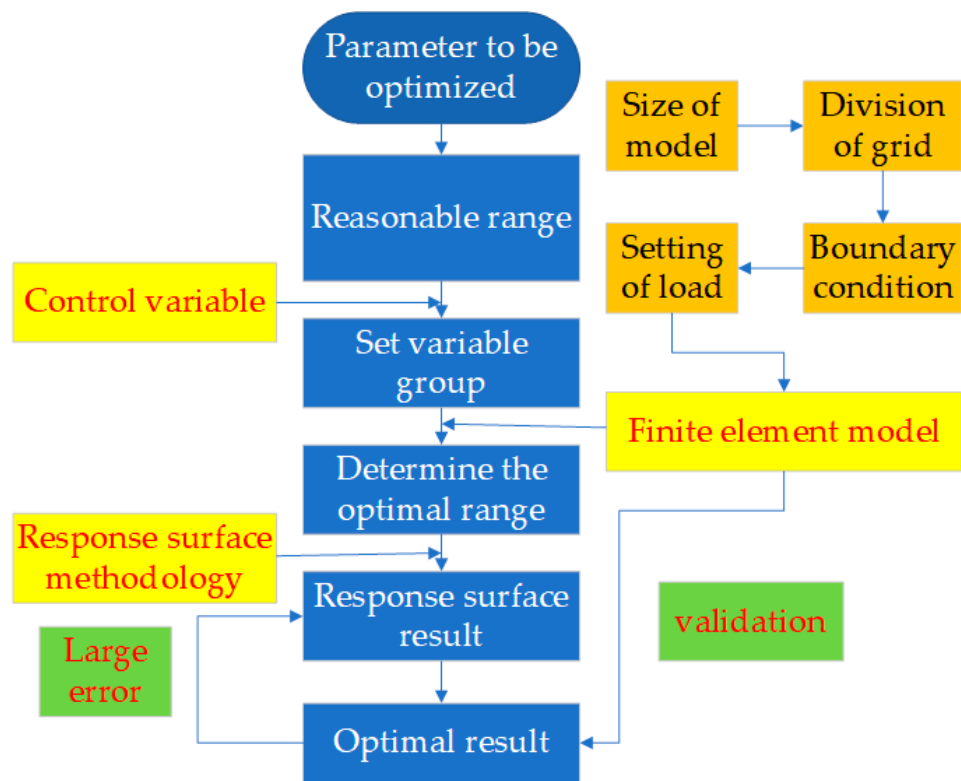 Parameter to be
optimized
Size of
model
Division
of grid
Reasonable range
Setting
of load
Boundary
condition
Control variable
Set variable
group
Finite element model
Determine the
optimal range
Response surface
methodology
Response surface
result
validation
Large
error
Optimal result